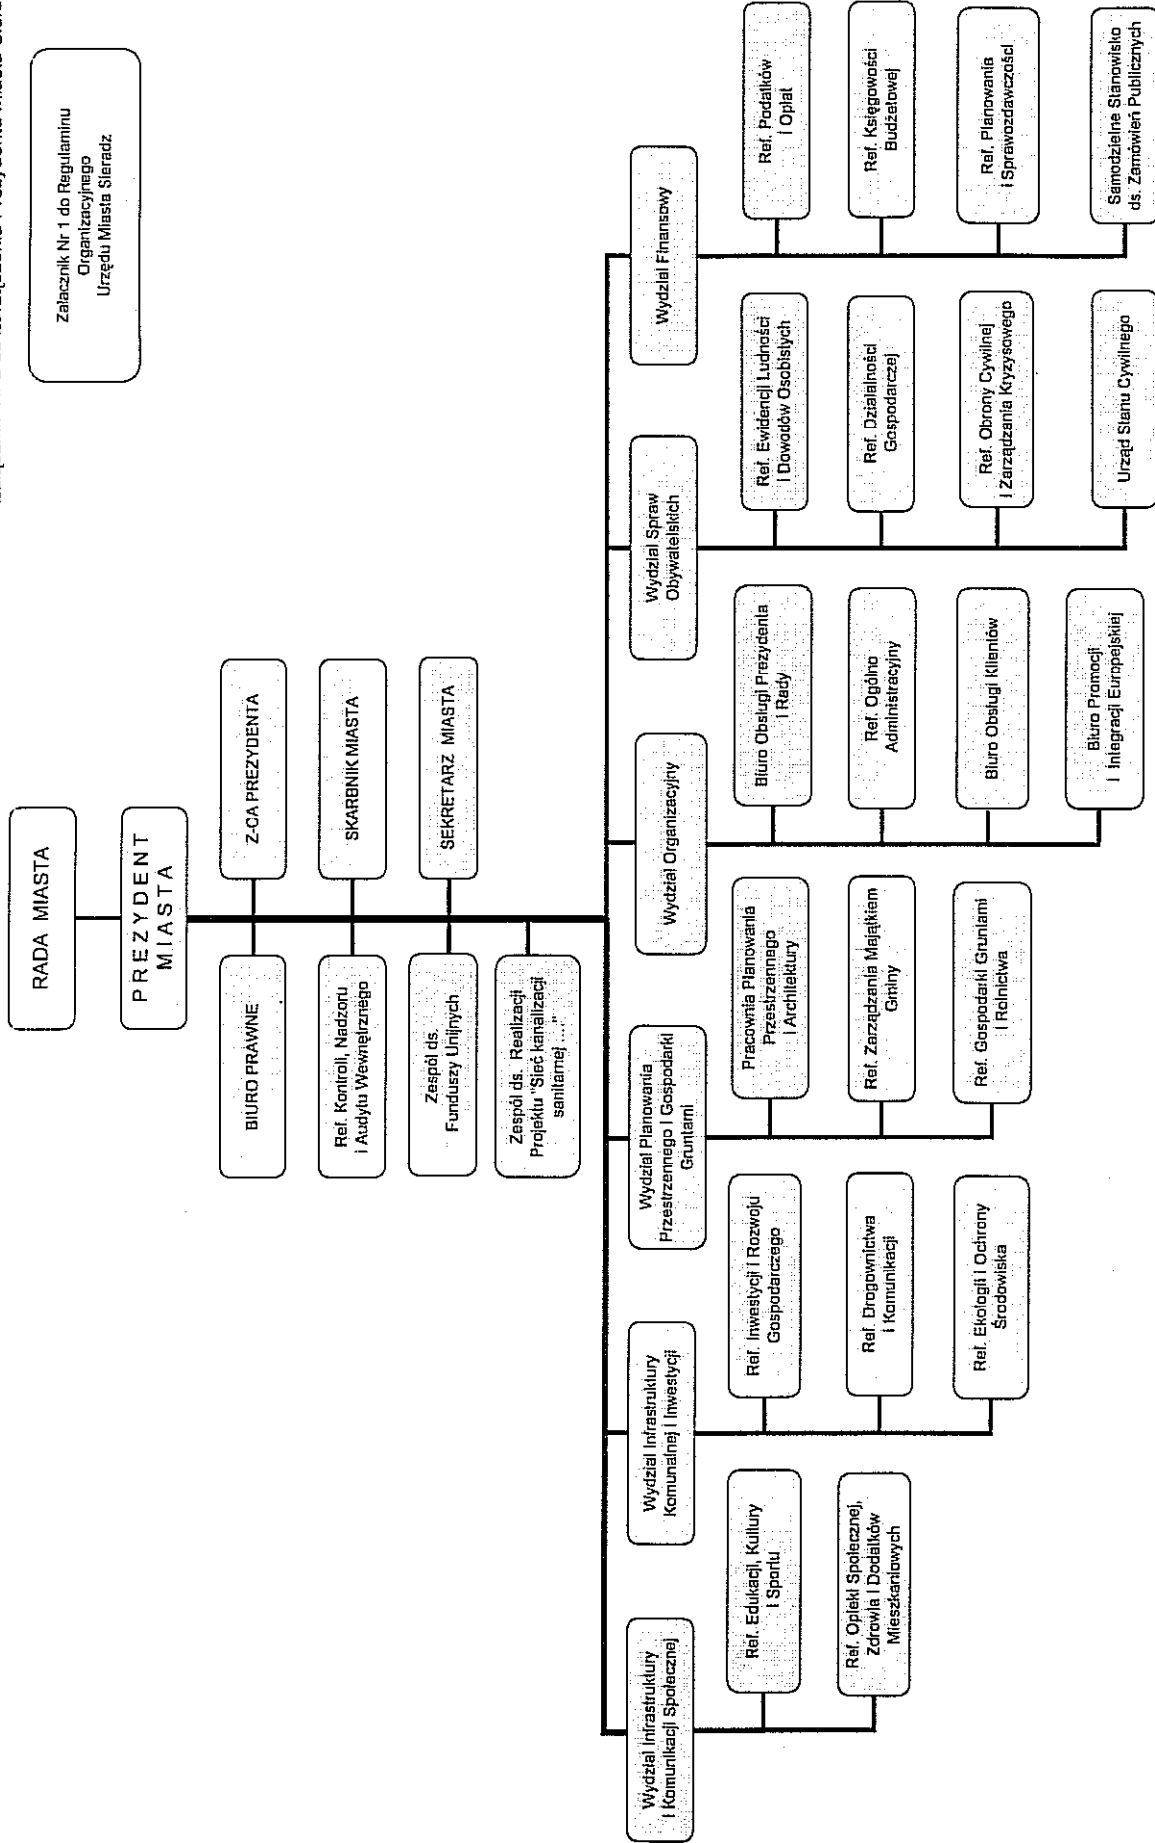 Załacznik Nr 1 do Regulaminu
Organizacyjnego
Urzędu Miasta Sieradz
RADA MIASTA
PREZYDENT
MIASTA
BIURO PRAWNE
Z-CA PREZYDENTA
Ref. Kontroli, Nadzoru
i Audytu Wewnętrznego
SKARBNIK MIASTA
Zespół ds.
Funduszy Unijnych
SEKRETARZ MIASTA
Zespół ds. Realizacji
Projektu "Sieć kanalizacji
sanitarnej ...."
Wydział Infrastruktury
i Komunikacji Społecznej
Ref. Edukacji, Kultury
i Sportu
Ref. Opieki Społecznej,
Zdrowia i Dodatków
Mieszkaniowych
Wydział Infrastruktury
Komunalnej i Inwestycji
Ref. Inwestycji i Rozwoju
Gospodarczego
Ref. Drogownictwa
i Komunikacji
Ref. Ekologii i Ochrony
Środowiska
Wydział Planowania
Przestrzennego i Gospodarki
Gruntami
Pracownia Planowania
Przestrzennego
i Architektury
Ref. Zarządzania Majątkiem
Gminy
Ref. Gospodarki Gruntami
i Rolnictwa
Wydział Organizacyjny
Biuro Obsługi Prezydenta
i Rady
Ref. Ogólno
Administracyjny
Biuro Obsługi Klientów
Biuro Promocji
i Integracji Europejskiej
Wydział Spraw
Obywatelskich
Ref. Ewidencji Ludności
i Dowodów Osobistych
Ref. Działalności
Gospodarczej
Ref. Obrony Cywilnej
i Zarządzania Kryzysowego
Urząd Stanu Cywilnego
Wydział Finansowy
Ref. Podatków
i Opłat
Ref. Księgowości
Budżetowej
Ref. Planowania
i Sprawozdawczości
Samodzielne Stanowisko
ds. Zamówień Publicznych